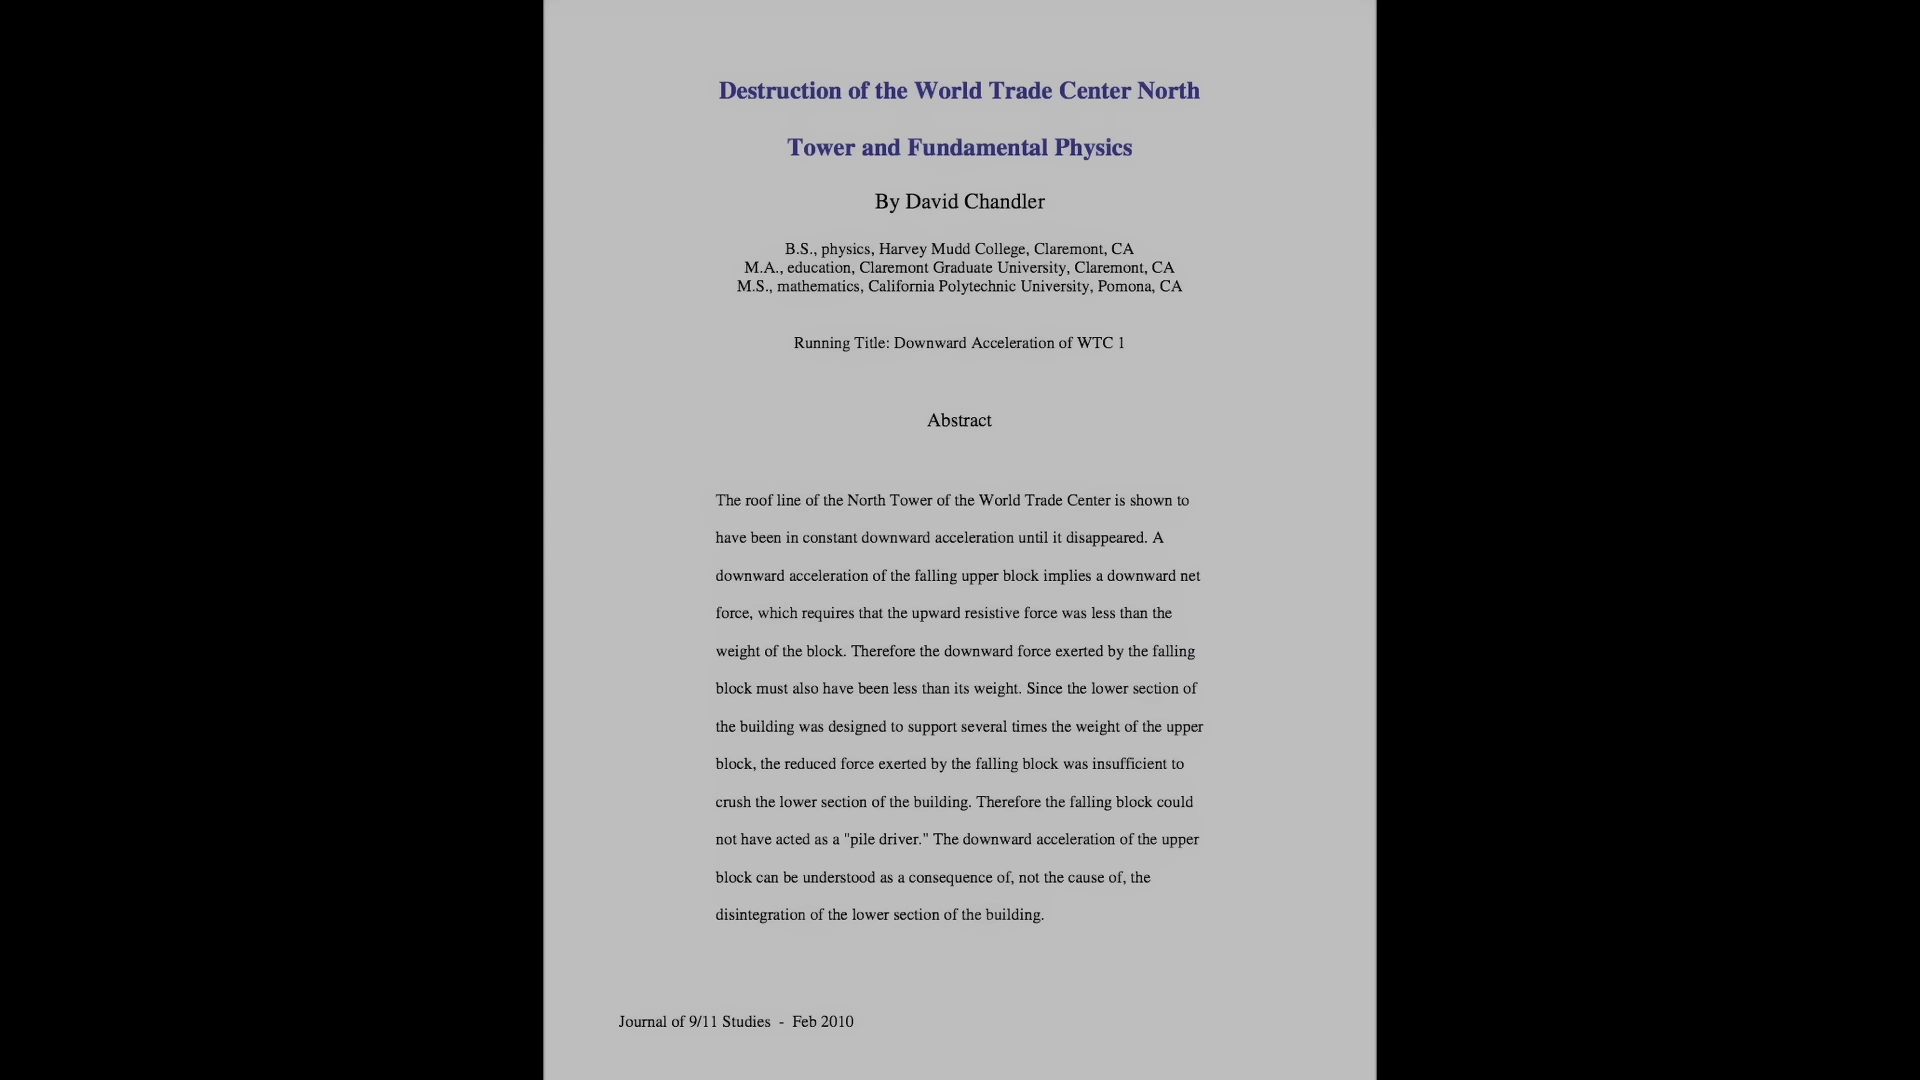 Destruction of the World Trade Center North
Tower and Fundamental Physics
By David Chandler
B.S., physics, Harvey Mudd College, Claremont, CA
M.A., education, Claremont Graduate University, Claremont, CA
M.S., mathematics, California Polytechnic University, Pomona, CA
Running Title: Downward Acceleration of WTC 1
Abstract
The roof line of the North Tower of the World Trade Center is shown to
have been in constant downward acceleration until it disappeared. A
downward acceleration of the falling upper block implies a downward net
force, which requires that the upward resistive force was less than the
weight of the block. Therefore the downward force exerted by the falling
block must also have been less than its weight. Since the lower section of
the building was designed to support several times the weight of the upper
block, the reduced force exerted by the falling block was insufficient to
crush the lower section of the building. Therefore the falling block could
not have acted as a "pile driver." The downward acceleration of the upper
block can be understood as a consequence of, not the cause of, the
disintegration of the lower section of the building.
Journal of 9/11 Studies - Feb 2010